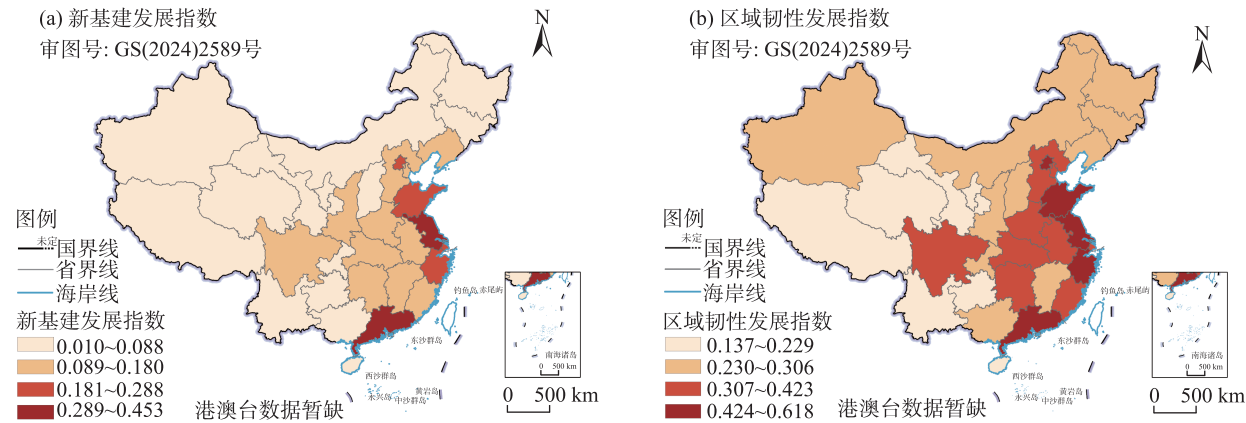 (a) 新基建发展指数
审图号: GS(2024)2589号
N
图例
未定
国界线
省界线
海岸线
新基建发展指数
0.010~0.088
0.089~0.180
0.181~0.288
0.289~0.453
港澳台数据暂缺
钓鱼岛 赤尾屿
东沙群岛
西沙群岛
永兴岛
黄岩岛
中沙群岛
南海诸岛
0 500 km
0 500 km
(b) 区域韧性发展指数
审图号: GS(2024)2589号
N
图例
未定
国界线
省界线
海岸线
区域韧性发展指数
0.137~0.229
0.230~0.306
0.307~0.423
0.424~0.618
港澳台数据暂缺
钓鱼岛 赤尾屿
东沙群岛
西沙群岛
永兴岛
黄岩岛
中沙群岛
南海诸岛
0 500 km
0 500 km